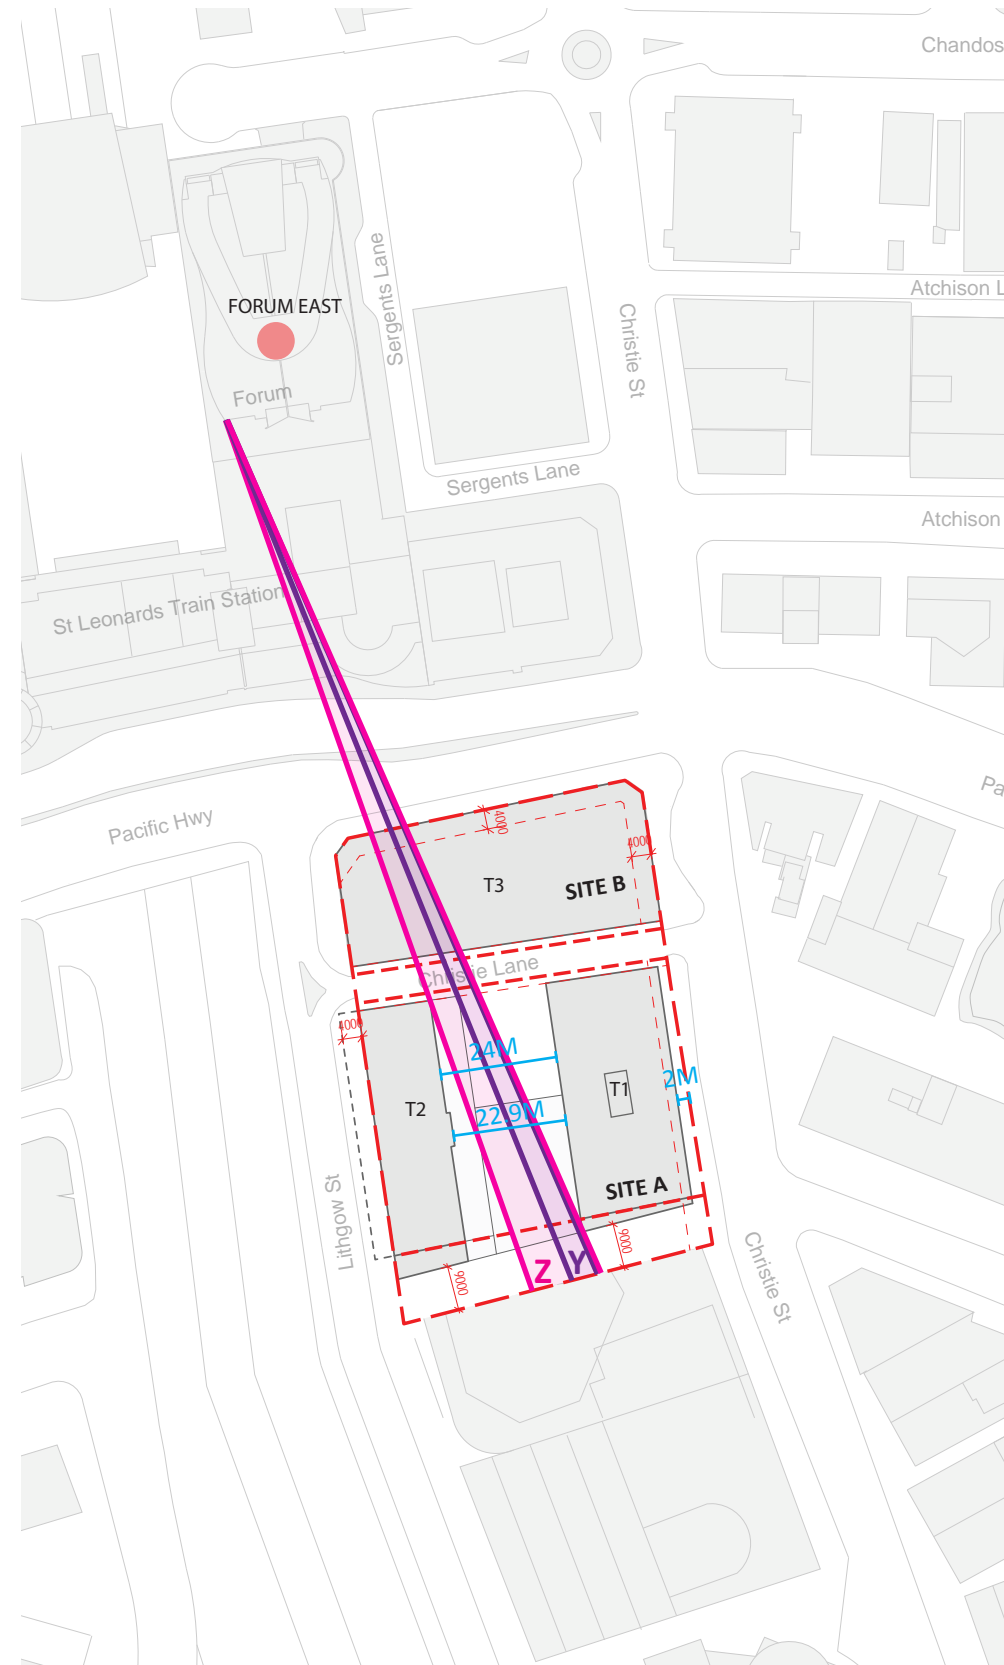 Chandos
Sergents Lane
Atchison L
FORUM EAST
Christie St
Forum
Sergents Lane
Atchison
St Leonards Train Station
Pa
Pacific Hwy
4000
4000
T3
SITE B
Christie Lane
4000
24M
2M
T1
22.9M
T2
SITE A
Lithgow St
9000
Christie St
Z
Y
9000